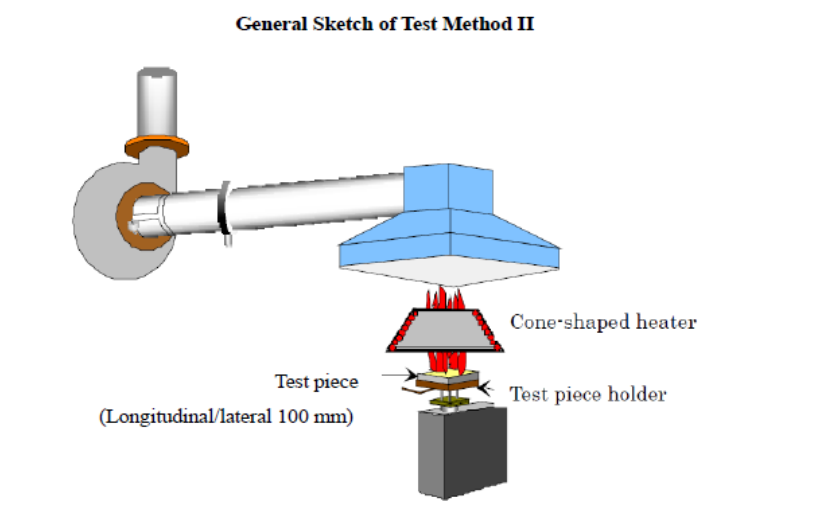 General Sketch of Test Method II
Cone-shaped heater
Test piece
Test piece holder
(Longitudinal/lateral 100 mm)